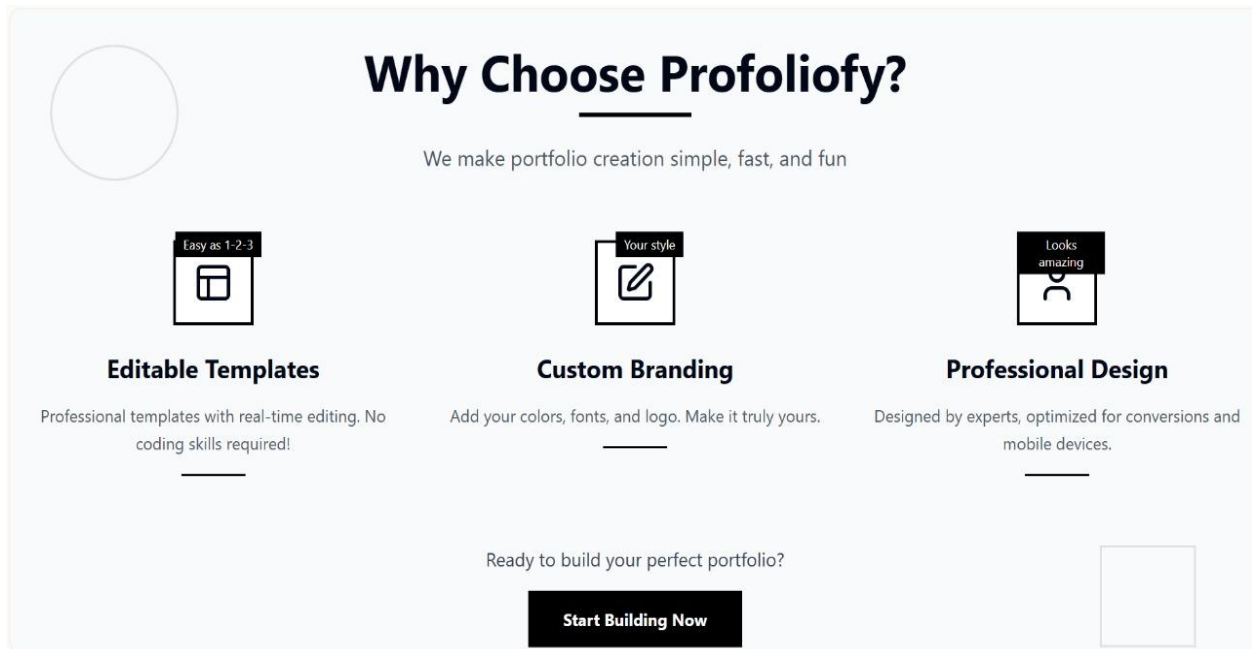 Why Choose Profoliofy?
We make portfolio creation simple, fast, and fun
Easy as 1-2-3
Editable Templates
Professional templates with real-time editing. No
coding skills required!
Your style
Custom Branding
Add your colors, fonts, and logo. Make it truly yours.
Looks
amazing
Professional Design
Designed by experts, optimized for conversions and
mobile devices.
Ready to build your perfect portfolio?
Start Building Now